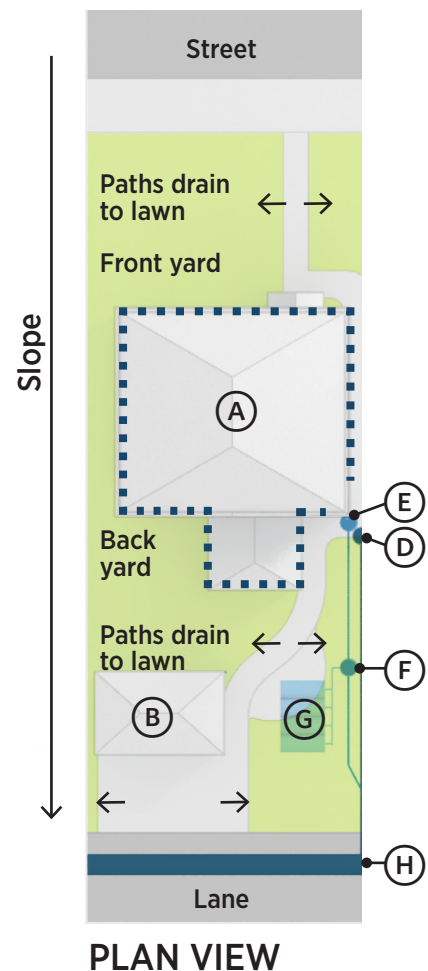 Street
Paths drain
to lawn
Front yard
Slope
A
E
D
Back
yard
Paths drain
to lawn
F
B
G
H
Lane
PLAN VIEW